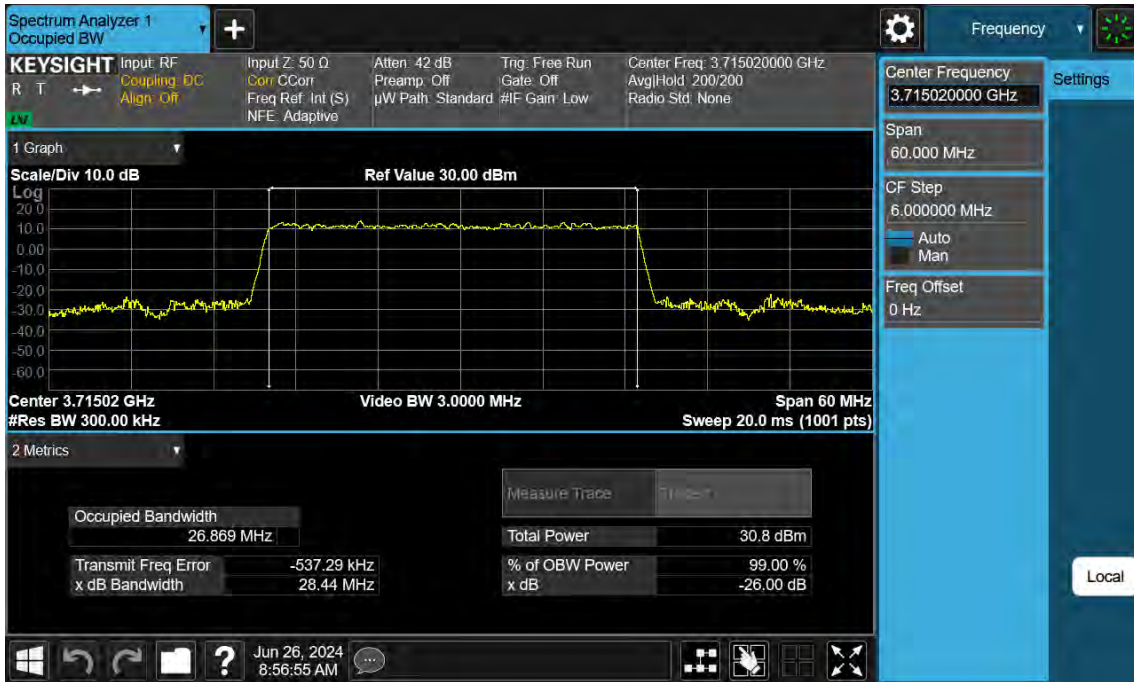 Spectrum Analyzer 1
Occupied BW
Frequency
KEYSIGHT
R T
LXI
Input: RF
Coupling: DC
Align: Off
Input Z: 50 Ω
Corr CCorr
Freq Ref: Int (S)
NFE: Adaptive
Atten: 42 dB
Preamp: Off
µW Path: Standard
Trig: Free Run
Gate: Off
#IF Gain: Low
Center Freq: 3.715020000 GHz
Avg|Hold: 200/200
Radio Std: None
Center Frequency
3.715020000 GHz
Settings
Span
60.000 MHz
CF Step
6.000000 MHz
Auto
Man
Freq Offset
0 Hz
Local
1 Graph
Scale/Div 10.0 dB
Ref Value 30.00 dBm
Log
20.0
10.0
0.00
-10.0
-20.0
-30.0
-40.0
-50.0
-60.0
Center 3.71502 GHz
#Res BW 300.00 kHz
Video BW 3.0000 MHz
Span 60 MHz
Sweep 20.0 ms (1001 pts)
2 Metrics
Measure Trace
Trace 1
Occupied Bandwidth
26.869 MHz
Total Power 30.8 dBm
Transmit Freq Error -537.29 kHz
% of OBW Power 99.00 %
x dB Bandwidth 28.44 MHz
x dB -26.00 dB
?
Jun 26, 2024
8:56:55 AM